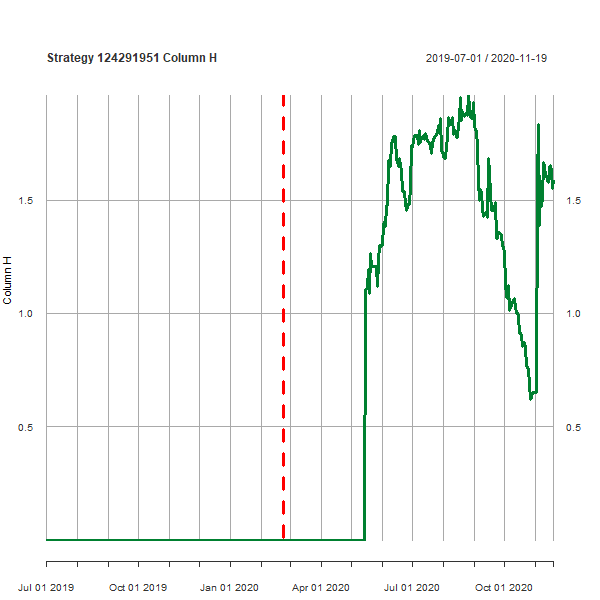 Strategy 124291951 Column H
2019-07-01 / 2020-11-19
Column H
1.5
1.5
1.0
1.0
0.5
0.5
Jul 01 2019
Oct 01 2019
Jan 01 2020
Apr 01 2020
Jul 01 2020
Oct 01 2020